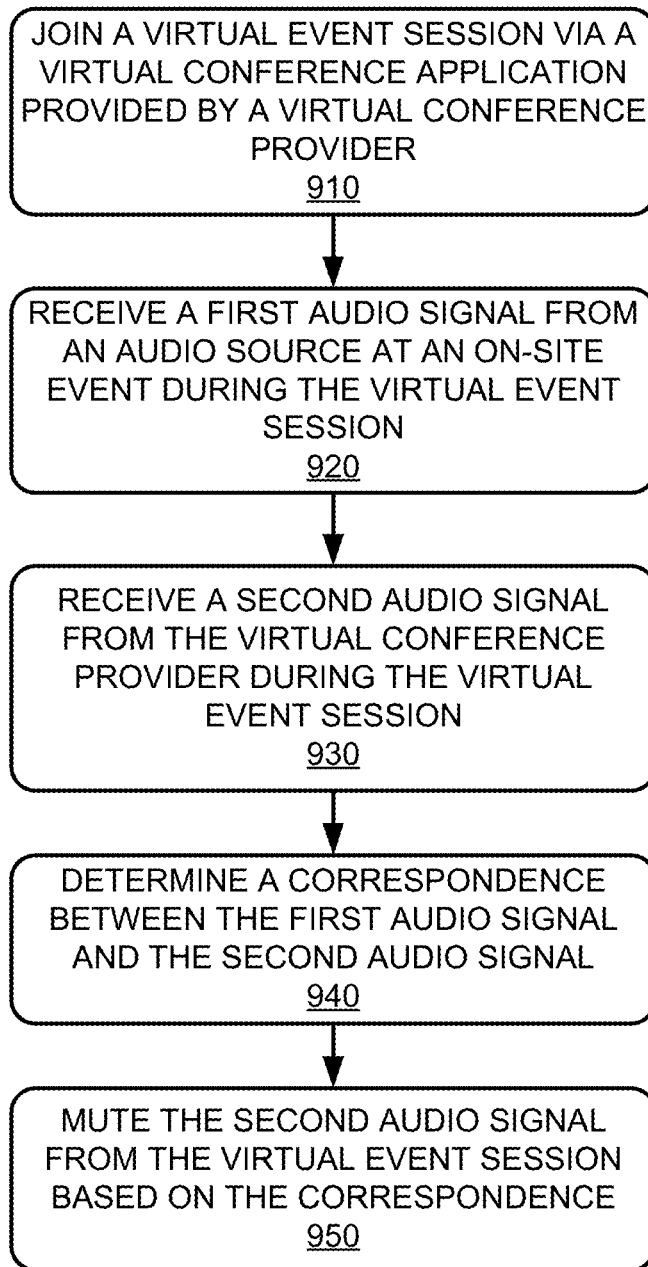 JOIN A VIRTUAL EVENT SESSION VIA A
VIRTUAL CONFERENCE APPLICATION
PROVIDED BY A VIRTUAL CONFERENCE
PROVIDER
910
RECEIVE A FIRST AUDIO SIGNAL FROM
AN AUDIO SOURCE AT AN ON-SITE
EVENT DURING THE VIRTUAL EVENT
SESSION
920
RECEIVE A SECOND AUDIO SIGNAL
FROM THE VIRTUAL CONFERENCE
PROVIDER DURING THE VIRTUAL
EVENT SESSION
930
DETERMINE A CORRESPONDENCE
BETWEEN THE FIRST AUDIO SIGNAL
AND THE SECOND AUDIO SIGNAL
940
MUTE THE SECOND AUDIO SIGNAL
FROM THE VIRTUAL EVENT SESSION
BASED ON THE CORRESPONDENCE
950